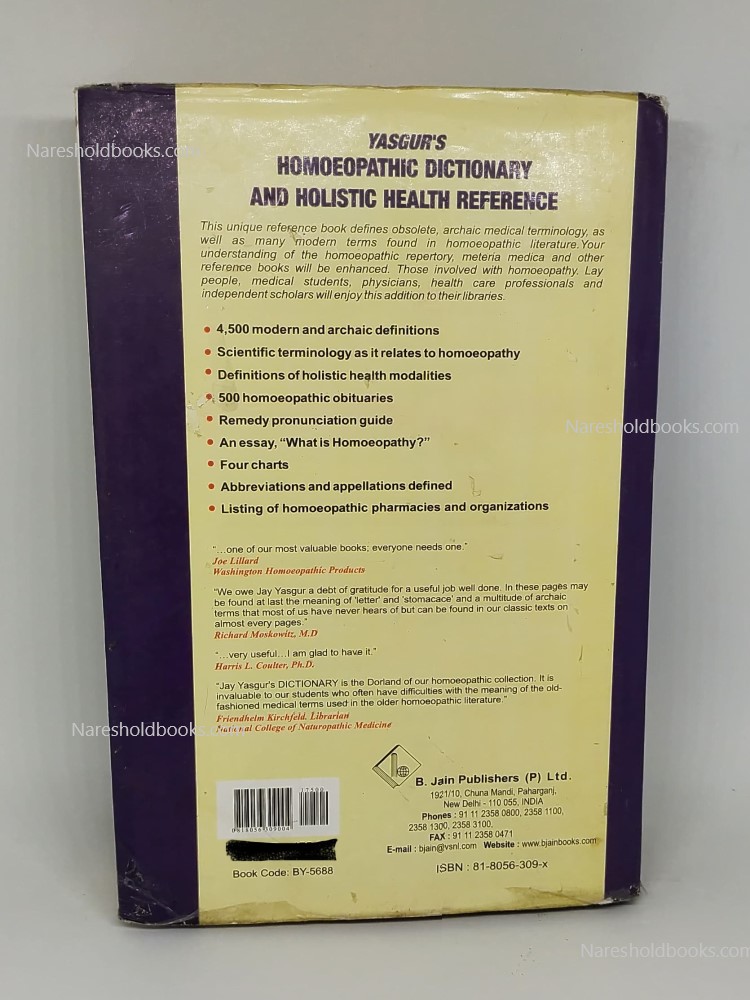 Naresholdbooks.com
YASGUR'S
HOMOEOPATHIC DICTIONARY
AND HOLISTIC HEALTH REFERENCE
This unique reference book defines obsolete, archaic medical terminology, as
well as many modern terms found in homoeopathic literature.Your
understanding of the homoeopathic repertory, meteria medica and other
reference books will be enhanced. Those involved with homoeopathy. Lay
people, medical students, physicians, health care professionals and
independent scholars will enjoy this addition to their libraries.
• 4,500 modern and archaic definitions
• Scientific terminology as it relates to homoeopathy
• Definitions of holistic health modalities
• 500 homoeopathic obituaries
• Remedy pronunciation guide
Naresholdbooks.com
• An essay, “What is Homoeopathy?”
• Four charts
• Abbreviations and appellations defined
• Listing of homoeopathic pharmacies and organizations
“...one of our most valuable books; everyone needs one.”
Joe Lillard
Washington Homoeopathic Products
“We owe Jay Yasgur a debt of gratitude for a useful job well done. In these pages may
be found at last the meaning of 'letter' and 'stomacace' and a multitude of archaic
terms that most of us have never hears of but can be found in our classic texts on
almost every pages.”
Richard Moskowitz, M.D
“...very useful...I am glad to have it.”
Harris L. Coulter, Ph.D.
“Jay Yasgur's DICTIONARY is the Dorland of our homoeopathic collection. It is
invaluable to our students who often have difficulties with the meaning of the old-
fashioned medical terms used in the older homoeopathic literature.”
Friendhelm Kirchfeld, Librarian
National College of Naturopathic Medicine
Naresholdbooks.com
B. Jain Publishers (P) Ltd.
1921/10, Chuna Mandi, Paharganj,
New Delhi - 110 055, INDIA
Phones : 91 11 2358 0800, 2358 1100,
2358 1300, 2358 3100,
FAX : 91 11 2358 0471
E-mail : bjain@vsnl.com Website : www.bjainbooks.com
ISBN : 81-8056-309-x
Book Code: BY-5688
Naresholdbooks.com